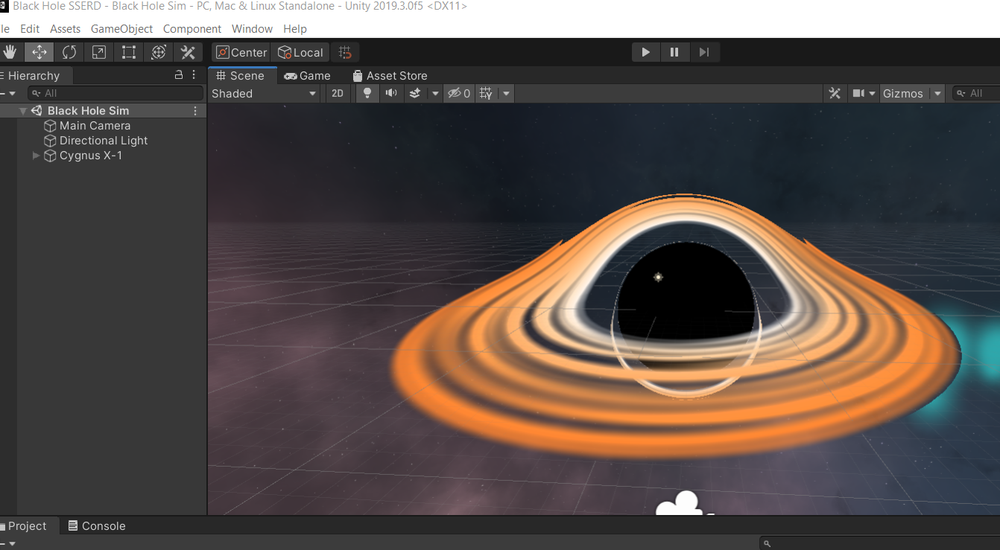 Black Hole SSERD - Black Hole Sim - PC, Mac & Linux Standalone - Unity 2019.3.0f5 <DX11>
le Edit Assets GameObject Component Window Help
Center Local
Hierarchy
Scene Game Asset Store
All
Shaded 2D 0 Gizmos All
Black Hole Sim
Main Camera
Directional Light
Cygnus X-1
Project Console